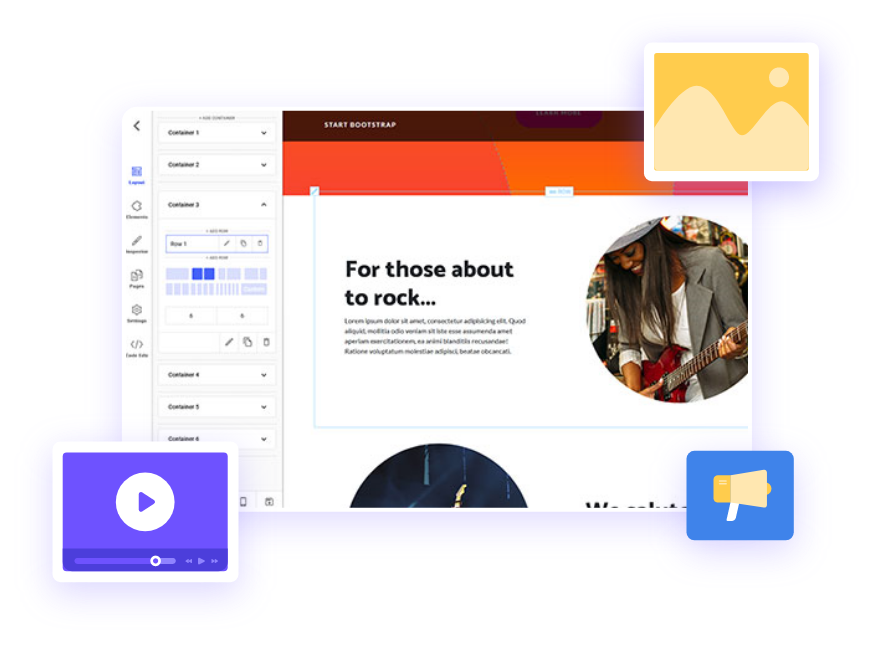 + ADD CONTAINER
Container 1
Container 2
Container 3
+ ADD ROW
Row 1
+ ADD ROW
Custom
6 6
Container 4
Container 5
Container 6
Layout
Elements
Inspector
Pages
Settings
Code Edit
LEARN MORE
START BOOTSTRAP
For those about
to rock...
Lorem ipsum dolor sit amet, consectetur adipisicing elit. Quod
aliquid, mollitia odio veniam sit iste esse assumenda amet
aperiam exercitationem, ea animi blanditiis recusandae!
Ratione voluptatum molestiae adipisci, beatae obcaecati.
We salute